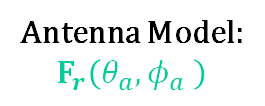 Antenna Model:
𝐅ᵣ(θₐ, ϕₐ )